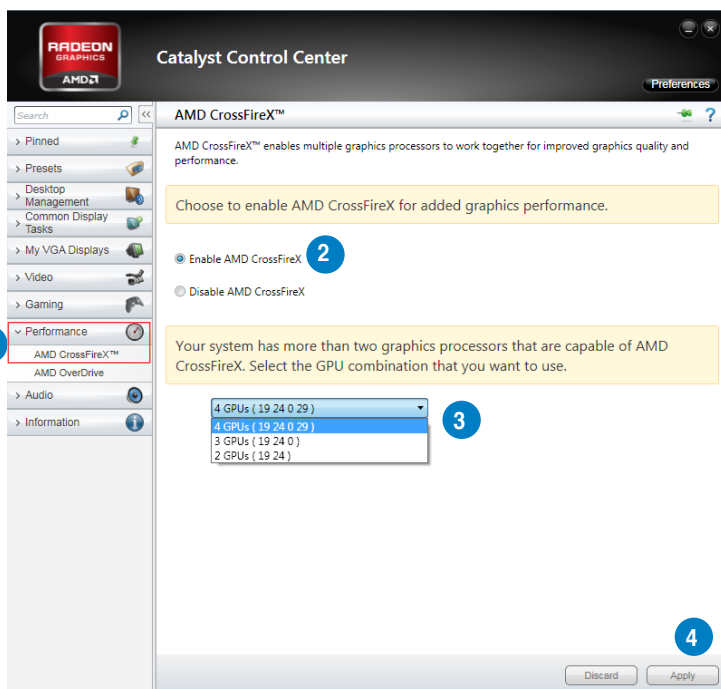 RADEON
GRAPHICS
AMD
Catalyst Control Center
Preferences
Search
<<
AMD CrossFireX™
?
> Pinned
AMD CrossFireX™ enables multiple graphics processors to work together for improved graphics quality and
performance.
> Presets
> Desktop
Management
Choose to enable AMD CrossFireX for added graphics performance.
> Common Display
Tasks
> My VGA Displays
Enable AMD CrossFireX
2
> Video
Disable AMD CrossFireX
> Gaming
Performance
Your system has more than two graphics processors that are capable of AMD
CrossFireX. Select the GPU combination that you want to use.
AMD CrossFireX™
AMD OverDrive
> Audio
4 GPUs ( 19 24 0 29 )
3
> Information
4 GPUs ( 19 24 0 29 )
3 GPUs ( 19 24 0 )
2 GPUs ( 19 24 )
4
Discard
Apply